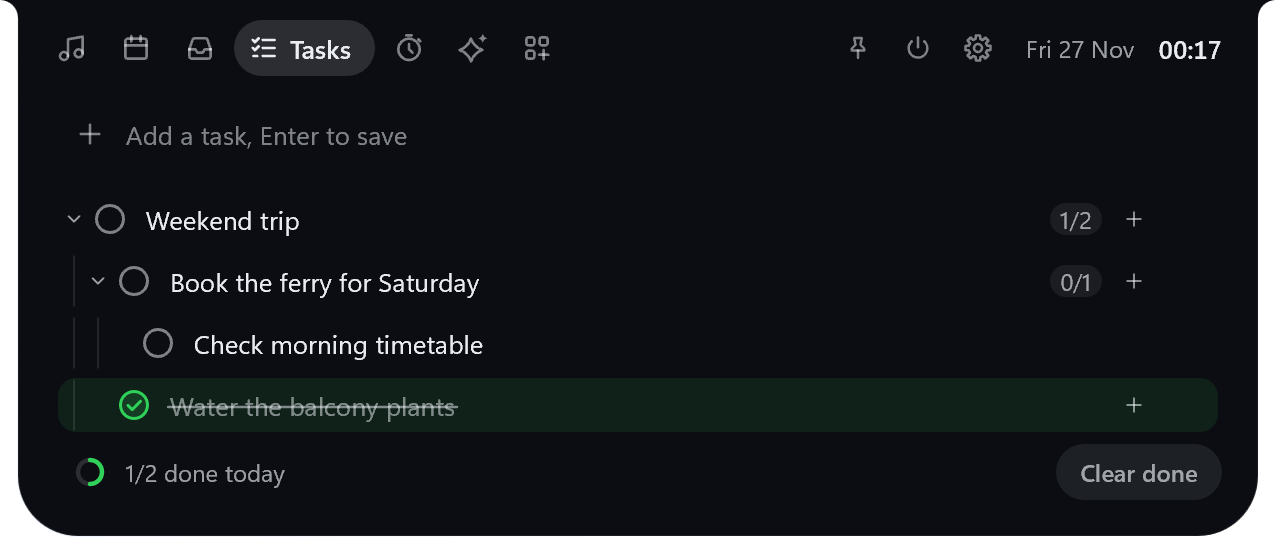 Tasks Fri 27 Nov 00:17
Add a task, Enter to save
Weekend trip 1/2
Book the ferry for Saturday 0/1
Check morning timetable
Water the balcony plants
1/2 done today Clear done